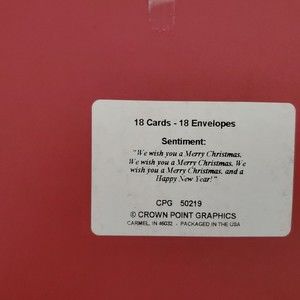 18 Cards - 18 Envelopes
Sentiment:
"We wish you a Merry Christmas,
We wish you a Merry Christmas, We
wish you a Merry Christmas, and a
Happy New Year!"
CPG 50219
© CROWN POINT GRAPHICS
CARMEL, IN 46032 - PACKAGED IN THE USA